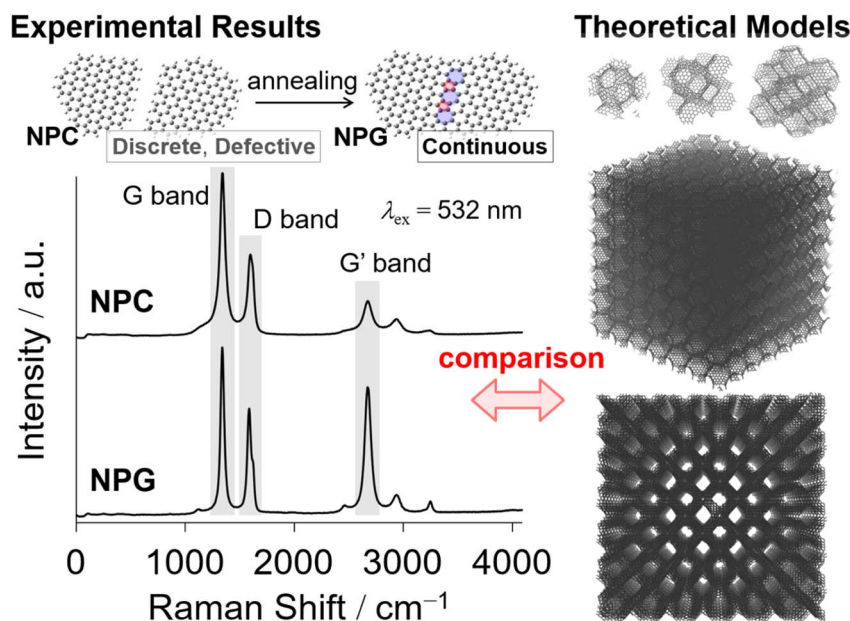 Experimental Results
Theoretical Models
annealing
NPC
NPG
Discrete, Defective
Continuous
G band
D band
λex = 532 nm
G' band
NPC
NPG
comparison
Intensity / a.u.
0 1000 2000 3000 4000
Raman Shift / cm⁻¹